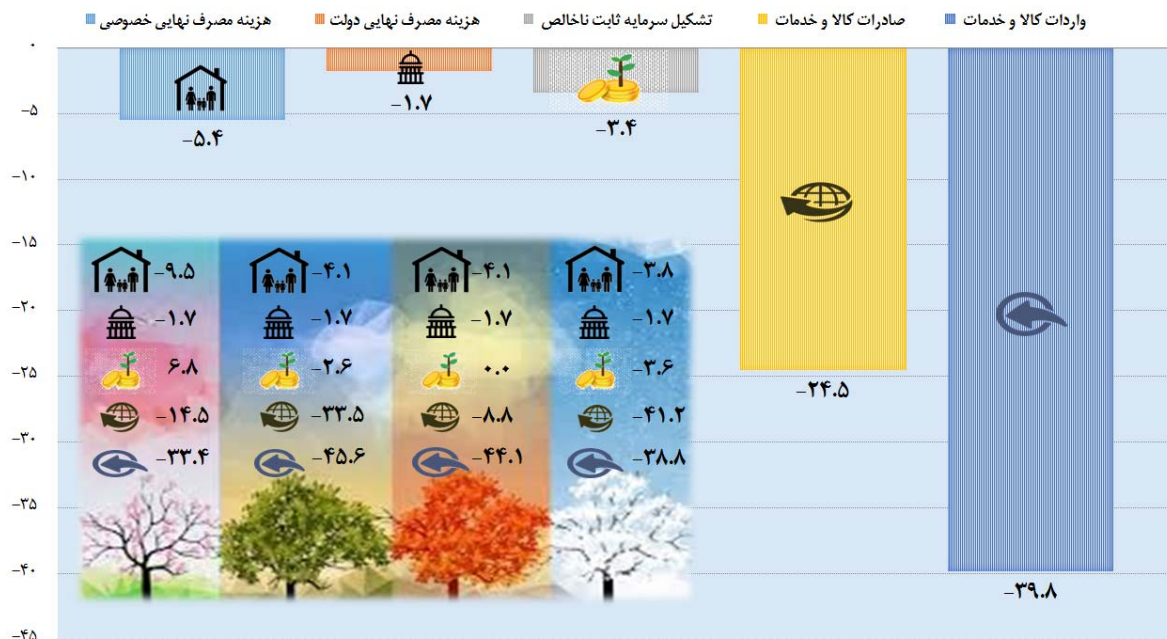 هزینه مصرف نهایی خصوصی هزینه مصرف نهایی دولت تشکیل سرمایه ثابت ناخالص صادرات کالا و خدمات واردات کالا و خدمات
۰
−۵
−۱۰
−۱۵
−۲۰
−۲۵
−۳۰
−۳۵
−۴۰
−۴۵
−۵.۴ −۱.۷ −۳.۴ −۲۴.۵ −۳۹.۸
−۹.۵ −۴.۱ −۴.۱ −۳.۸
−۱.۷ −۱.۷ −۱.۷ −۱.۷
۶.۸ −۲.۶ ۰.۰ −۳.۶
−۱۴.۵ −۳۳.۵ −۸.۸ −۴۱.۲
−۳۳.۴ −۴۵.۶ −۴۴.۱ −۳۸.۸